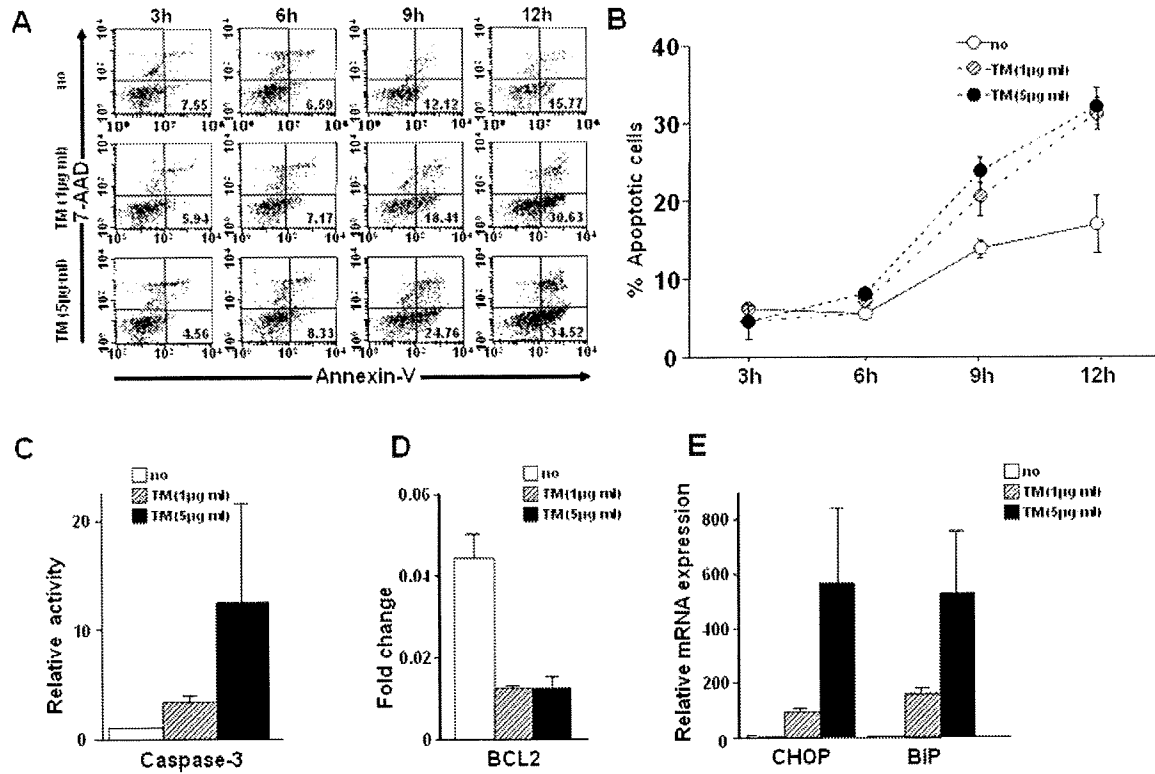 A
3h 6h 9h 12h
no
7.55 6.59 12.12 15.77
TM (1µg ml)
5.94 7.17 18.41 30.63
TM (5µg ml)
4.56 8.33 24.76 34.52
7-AAD
Annexin-V
B
no
TM (1µg ml)
TM (5µg ml)
% Apoptotic cells
40
30
20
10
0
3h 6h 9h 12h
C
no
TM(1µg ml)
TM(5µg ml)
Relative activity
20
10
0
Caspase-3
D
no
TM(1µg ml)
TM(5µg ml)
Fold change
0.06
0.04
0.02
0
BCL2
E
no
TM(1µg ml)
TM(5µg ml)
Relative mRNA expression
800
600
400
200
0
CHOP BiP